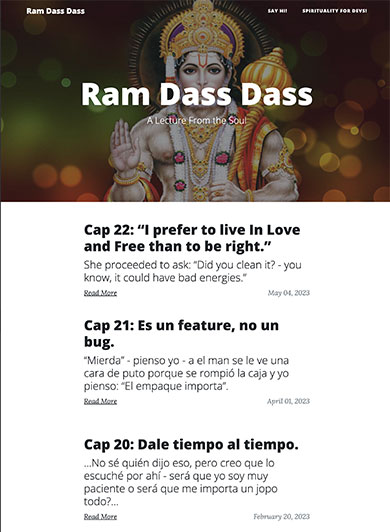 Ram Dass Dass
SAY HI!
SPIRITUALITY FOR DEVS!
Ram Dass Dass
A Lecture From the Soul
Cap 22: “I prefer to live In Love
and Free than to be right.”
She proceeded to ask: “Did you clean it? - you
know, it could have bad energies.”
Read More
May 04, 2023
Cap 21: Es un feature, no un
bug.
“Mierda” - pienso yo - a el man se le ve una
cara de puto porque se rompió la caja y yo
pienso: “El empaque importa”.
Read More
April 01, 2023
Cap 20: Dale tiempo al tiempo.
...No sé quién dijo eso, pero creo que lo
escuché por ahí - será que yo soy muy
paciente o será que me importa un jopo
todo?...
Read More
February 20, 2023